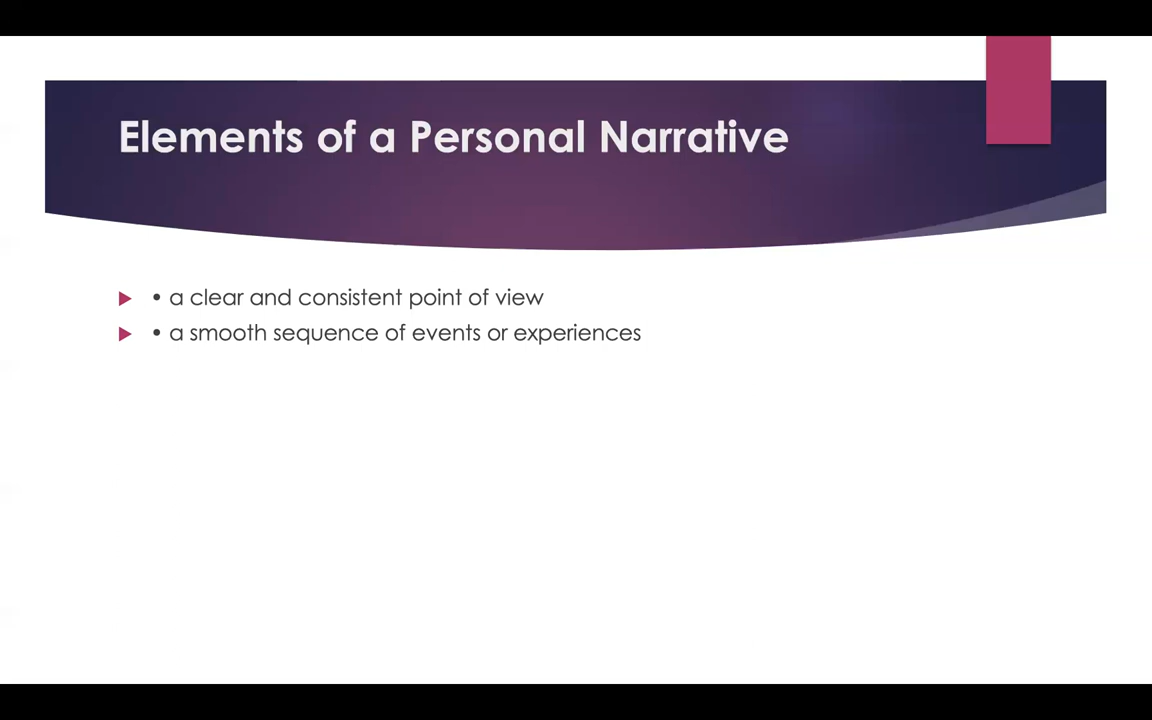 Elements of a Personal Narrative
• a clear and consistent point of view
• a smooth sequence of events or experiences